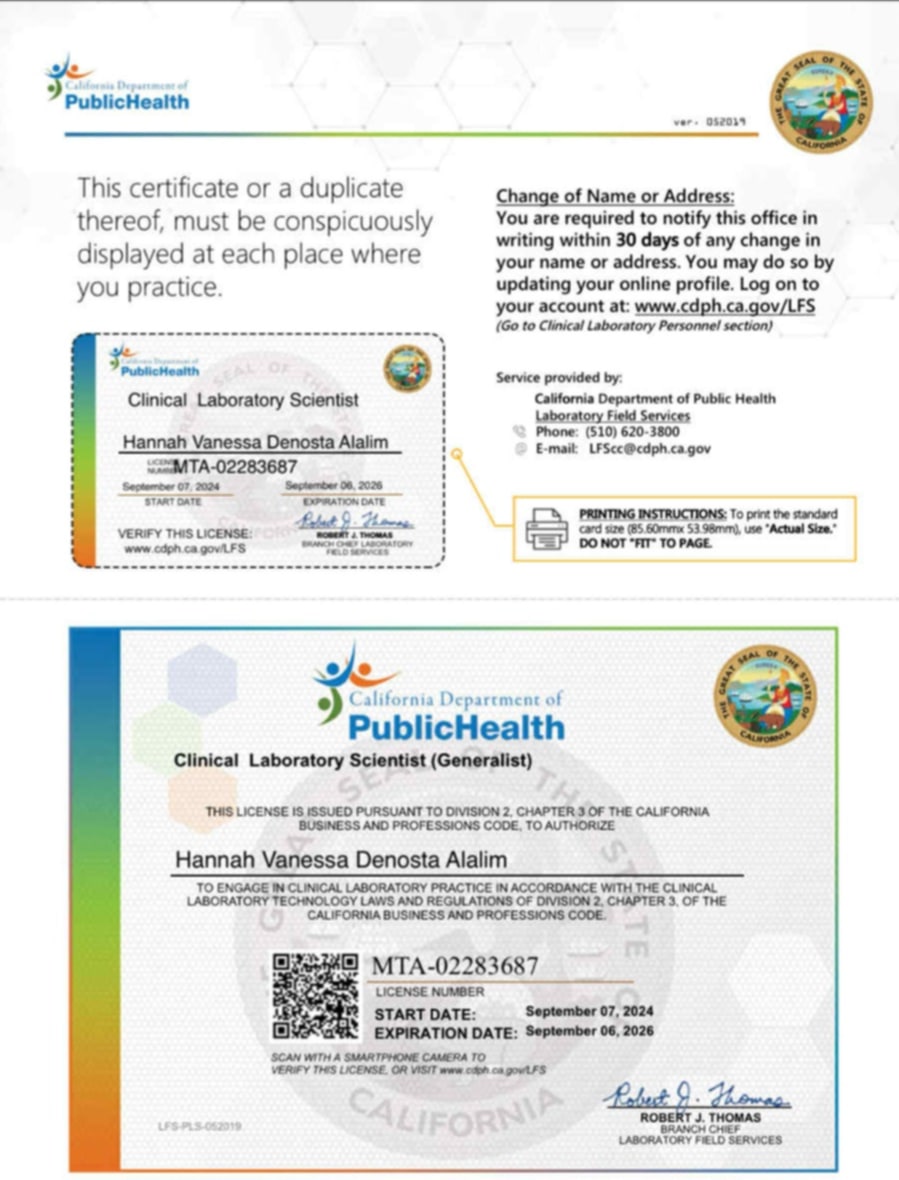 California Department of
PublicHealth
THE GREAT SEAL OF THE STATE OF CALIFORNIA
EUREKA
ver. 052019
This certificate or a duplicate
thereof, must be conspicuously
displayed at each place where
you practice.
Change of Name or Address:
You are required to notify this office in
writing within 30 days of any change in
your name or address. You may do so by
updating your online profile. Log on to
your account at: www.cdph.ca.gov/LFS
(Go to Clinical Laboratory Personnel section)
Service provided by:
California Department of Public Health
Laboratory Field Services
Phone: (510) 620-3800
E-mail: LFScc@cdph.ca.gov
PRINTING INSTRUCTIONS: To print the standard
card size (85.60mmx 53.98mm), use "Actual Size."
DO NOT "FIT" TO PAGE.
California Department of
PublicHealth
Clinical Laboratory Scientist
Hannah Vanessa Denosta Alalim
LICENSE
NUMBER
MTA-02283687
September 07, 2024 September 06, 2026
START DATE EXPIRATION DATE
Robert J. Thomas
VERIFY THIS LICENSE:
www.cdph.ca.gov/LFS
ROBERT J. THOMAS
BRANCH CHIEF LABORATORY
FIELD SERVICES
California Department of
PublicHealth
THE GREAT SEAL OF THE STATE OF CALIFORNIA
EUREKA
Clinical Laboratory Scientist (Generalist)
THIS LICENSE IS ISSUED PURSUANT TO DIVISION 2, CHAPTER 3 OF THE CALIFORNIA
BUSINESS AND PROFESSIONS CODE, TO AUTHORIZE
Hannah Vanessa Denosta Alalim
TO ENGAGE IN CLINICAL LABORATORY PRACTICE IN ACCORDANCE WITH THE CLINICAL
LABORATORY TECHNOLOGY LAWS AND REGULATIONS OF DIVISION 2, CHAPTER 3, OF THE
CALIFORNIA BUSINESS AND PROFESSIONS CODE.
MTA-02283687
LICENSE NUMBER
START DATE: September 07, 2024
EXPIRATION DATE: September 06, 2026
SCAN WITH A SMARTPHONE CAMERA TO
VERIFY THIS LICENSE, OR VISIT www.cdph.ca.gov/LFS
Robert J. Thomas
ROBERT J. THOMAS
BRANCH CHIEF
LABORATORY FIELD SERVICES
LFS-PLS-052019